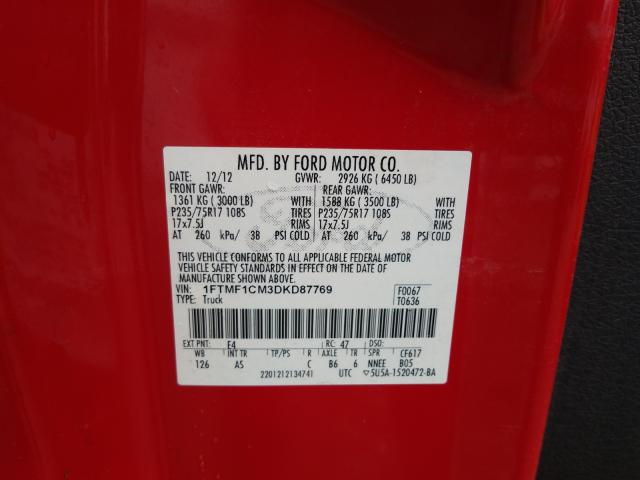 MFD. BY FORD MOTOR CO.
DATE: 12/12 GVWR: 2926 KG (6450 LB)
FRONT GAWR: REAR GAWR:
1361 KG (3000 LB) WITH 1588 KG (3500 LB) WITH
P235/75R17 108S TIRES P235/75R17 108S TIRES
17x7.5J RIMS 17x7.5J RIMS
AT 260 kPa/ 38 PSI COLD AT 260 kPa/ 38 PSI COLD
THIS VEHICLE CONFORMS TO ALL APPLICABLE FEDERAL MOTOR
VEHICLE SAFETY STANDARDS IN EFFECT ON THE DATE OF
MANUFACTURE SHOWN ABOVE.
VIN: 1FTMF1CM3DKD87769 F0067
TYPE: Truck T0636
EXT PNT: E4 RC: 47 CF617
WB INT TR TP/PS R AXLE TR SPR B05
126 AS C B6 6 NNEE
2201212134741 UTC ▽5U5A-1520472-BA